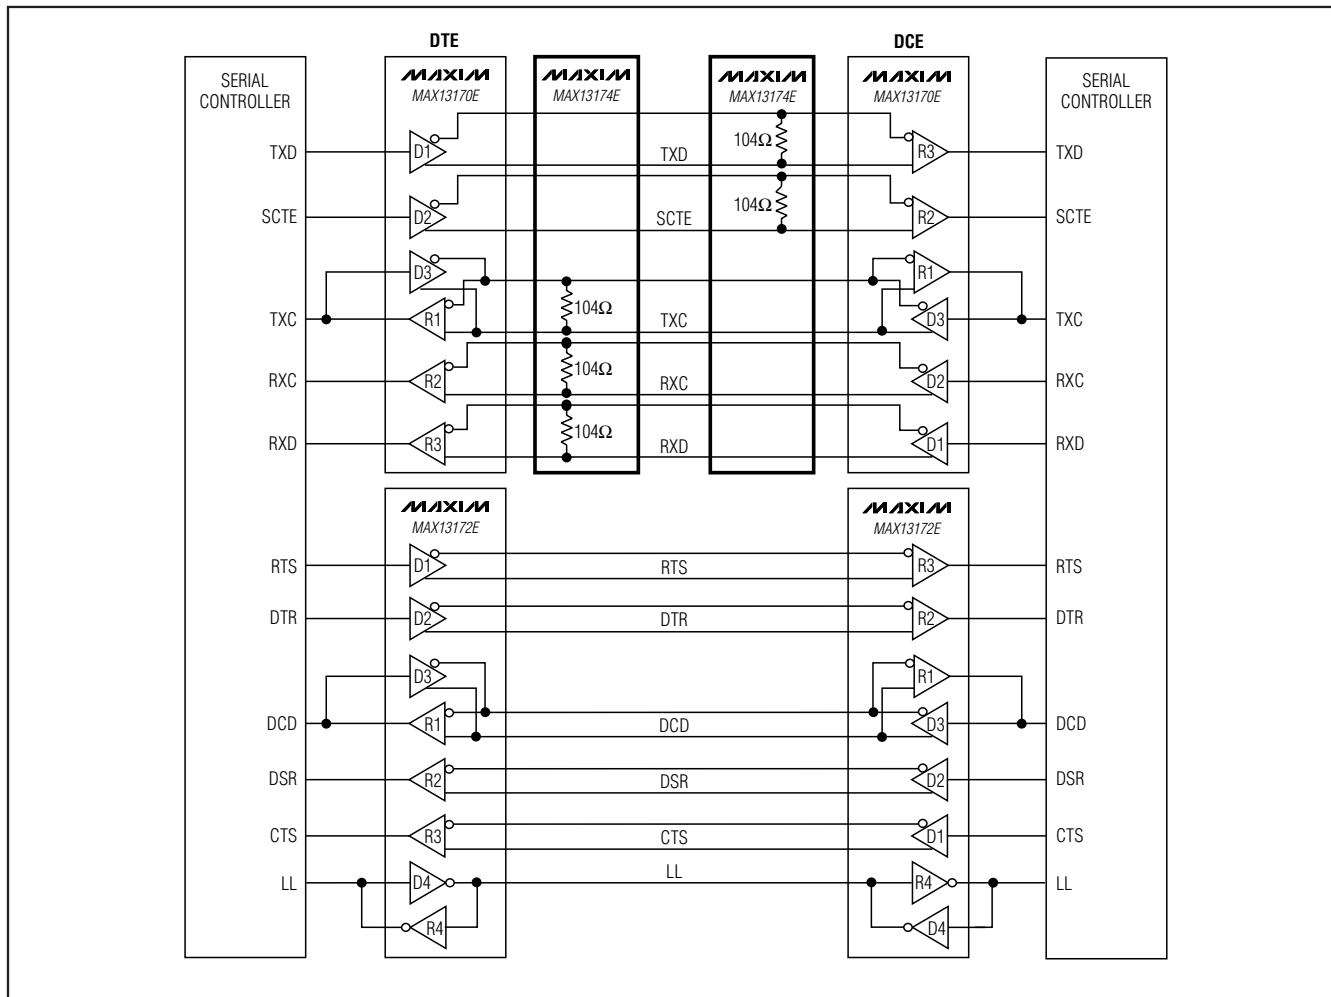 DTE
DCE
SERIAL
CONTROLLER
MAXIM
MAX13170E
MAXIM
MAX13174E
MAXIM
MAX13174E
MAXIM
MAX13170E
SERIAL
CONTROLLER
TXD
D1
TXD
104Ω
R3
TXD
SCTE
D2
SCTE
104Ω
R2
SCTE
D3
R1
TXC
R1
104Ω
TXC
D3
TXC
RXC
R2
104Ω
RXC
D2
RXC
RXD
R3
104Ω
RXD
D1
RXD
MAXIM
MAX13172E
MAXIM
MAX13172E
RTS
D1
RTS
R3
RTS
DTR
D2
DTR
R2
DTR
D3
R1
DCD
R1
DCD
D3
DCD
DSR
R2
DSR
D2
DSR
CTS
R3
CTS
D1
CTS
LL
D4
LL
R4
LL
R4
D4